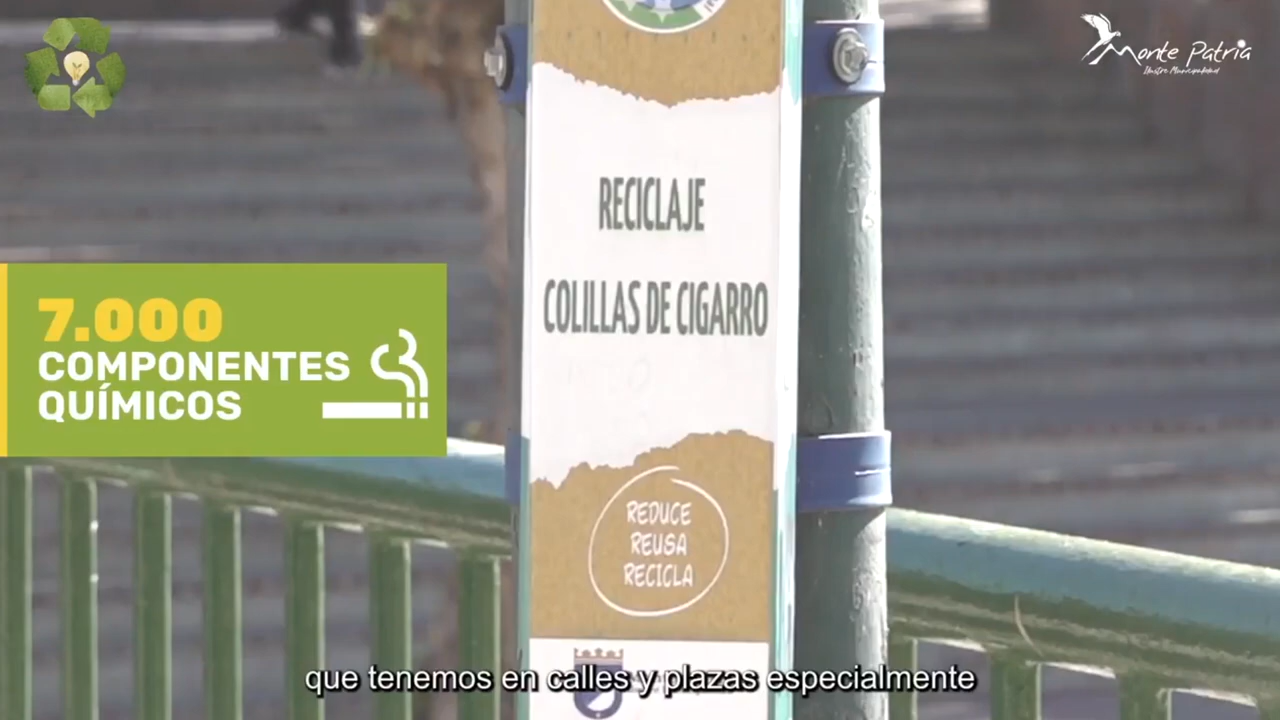 Monte Patria
Ilustre Municipalidad
RECICLAJE
COLILLAS DE CIGARRO
7.000
COMPONENTES
QUÍMICOS
REDUCE
REUSA
RECICLA
que tenemos en calles y plazas especialmente